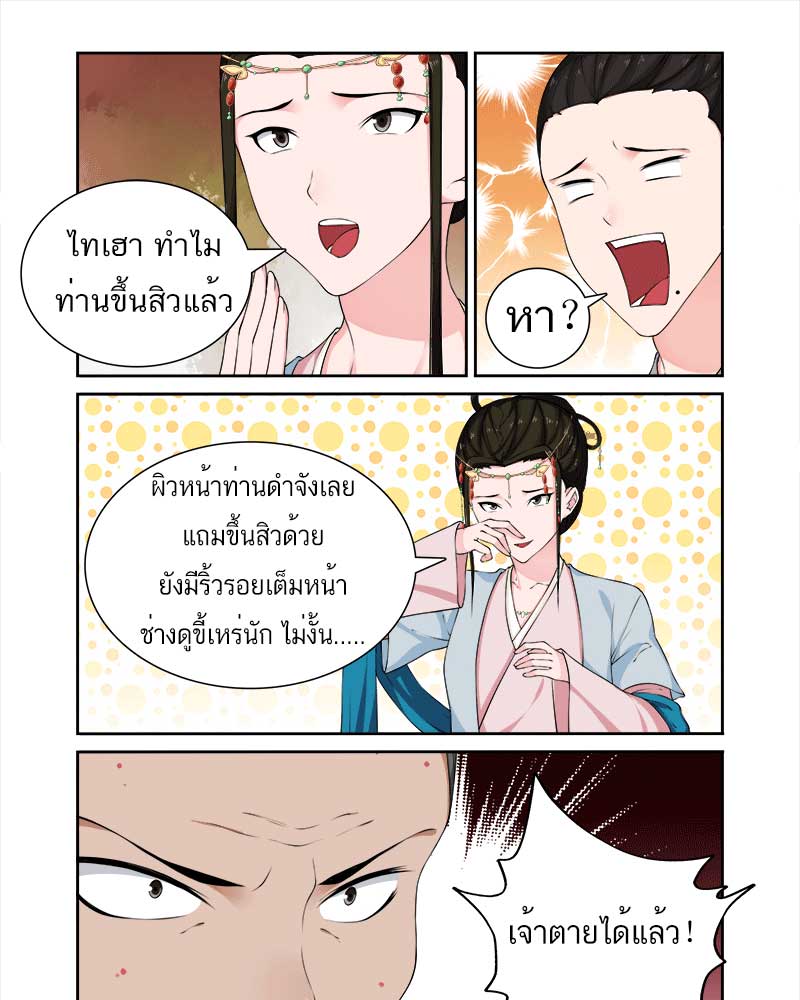 ไทเฮา ทำไม
ท่านขึ้นสิวแล้ว
หา?
ผิวหน้าท่านดำจังเลย
แถมขึ้นสิวด้วย
ยังมีริ้วรอยเต็มหน้า
ช่างดูขี้เหร่นัก ไม่งั้น.....
เจ้าตายได้แล้ว!